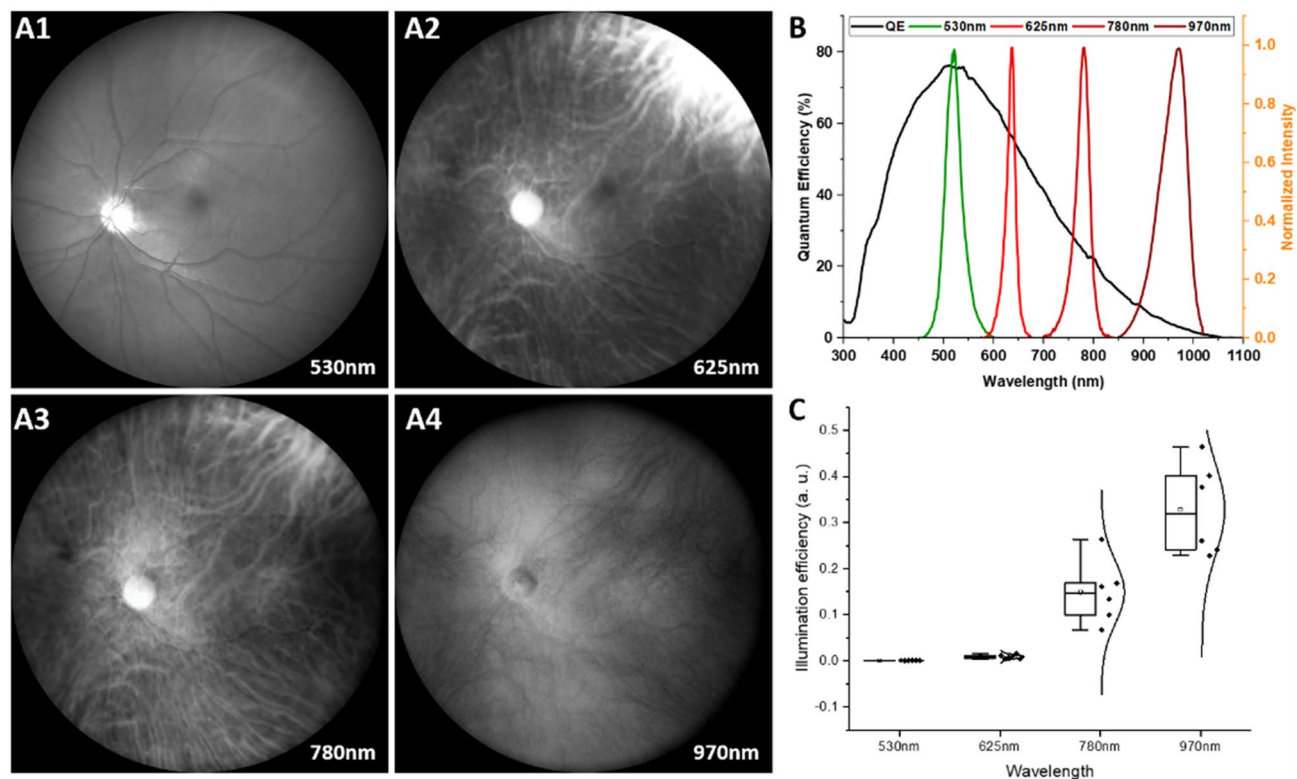 A1
530nm
A2
625nm
A3
780nm
A4
970nm
B
QE 530nm 625nm 780nm 970nm
Quantum Efficiency (%)
80
60
40
20
0
1.0
0.8
0.6
0.4
0.2
0.0
Normalized Intensity
300 400 500 600 700 800 900 1000 1100
Wavelength (nm)
C
Illumination efficiency (a. u.)
0.5
0.4
0.3
0.2
0.1
0.0
-0.1
530nm 625nm 780nm 970nm
Wavelength